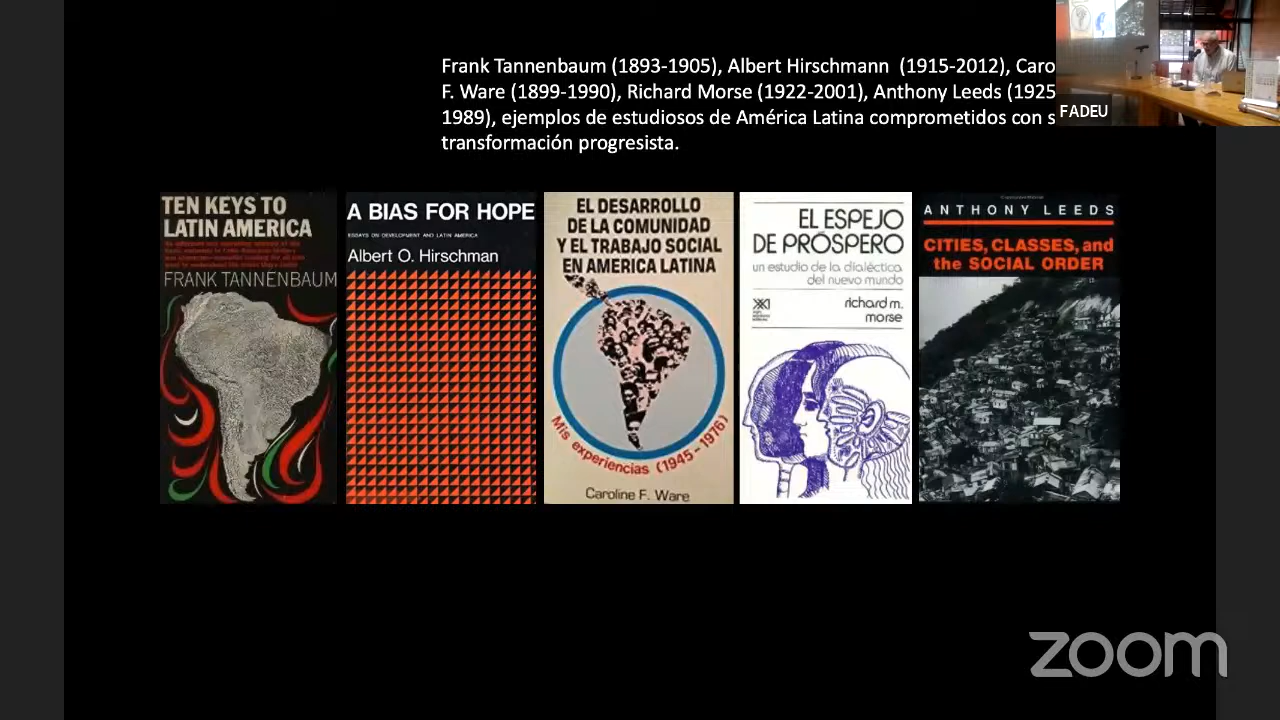 Frank Tannenbaum (1893-1905), Albert Hirschmann (1915-2012), Caro
F. Ware (1899-1990), Richard Morse (1922-2001), Anthony Leeds (1925
1989), ejemplos de estudiosos de América Latina comprometidos con s
transformación progresista.
FADEU
TEN KEYS TO
LATIN AMERICA
FRANK TANNENBAUM
A BIAS FOR HOPE
ESSAYS ON DEVELOPMENT AND LATIN AMERICA
Albert O. Hirschman
EL DESARROLLO
DE LA COMUNIDAD
Y EL TRABAJO SOCIAL
EN AMERICA LATINA
Mis experiencias (1945-1976)
Caroline F. Ware
EL ESPEJO
DE PRÓSPERO
un estudio de la dialéctica
del nuevo mundo
richard m.
morse
ANTHONY LEEDS
CITIES, CLASSES, and
the SOCIAL ORDER
zoom